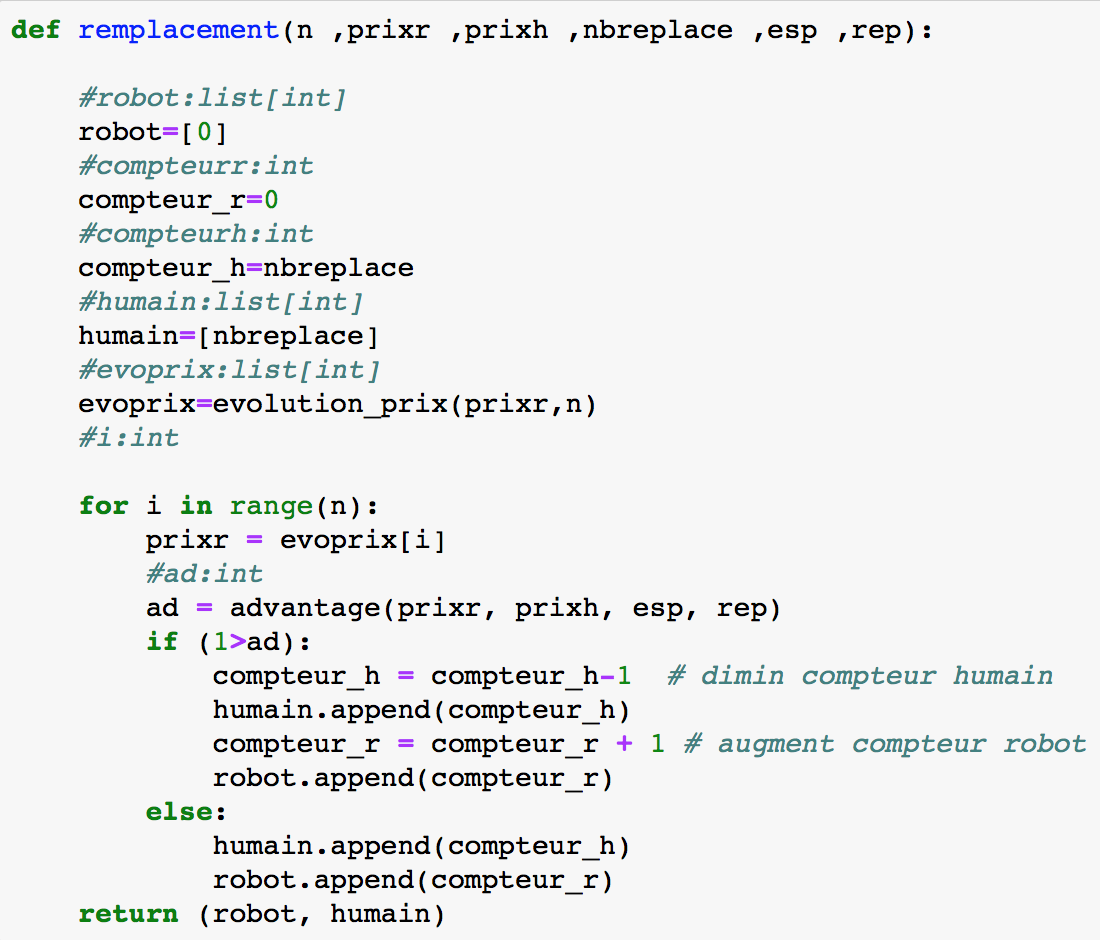 def remplacement(n ,prixr ,prixh ,nbreplace ,esp ,rep):
#robot:list[int]
robot=[0]
#compteurr:int
compteur_r=0
#compteurh:int
compteur_h=nbreplace
#humain:list[int]
humain=[nbreplace]
#evoprix:list[int]
evoprix=evolution_prix(prixr,n)
#i:int
for i in range(n):
prixr = evoprix[i]
#ad:int
ad = advantage(prixr, prixh, esp, rep)
if (1>ad):
compteur_h = compteur_h-1  # dimin compteur humain
humain.append(compteur_h)
compteur_r = compteur_r + 1 # augment compteur robot
robot.append(compteur_r)
else:
humain.append(compteur_h)
robot.append(compteur_r)
return (robot, humain)